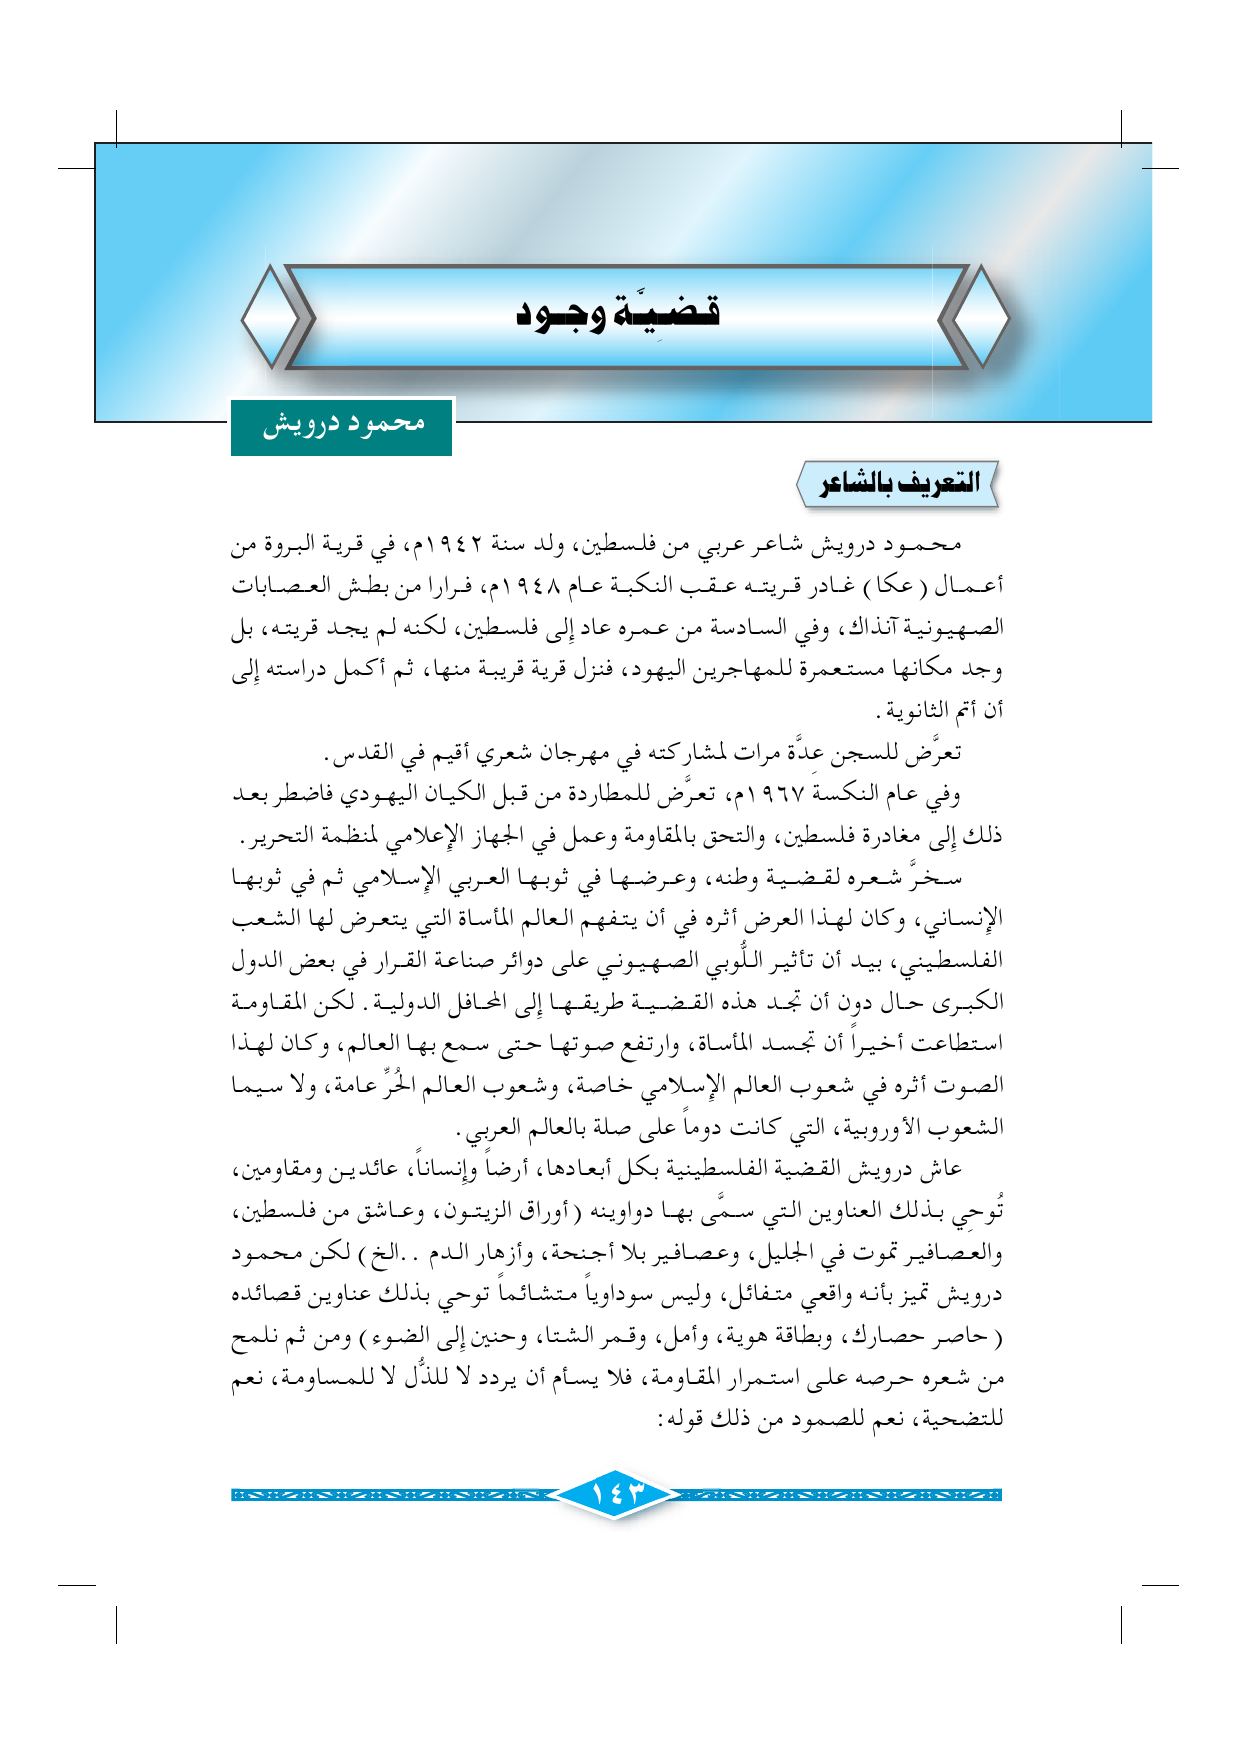 قضِيَّة وجود
محمود درويش
التعريف بالشاعر
محمود درويش شاعر عربي من فلسطين، ولد سنة ١٩٤٢م، في قرية البروة من
أعمال (عكا) غادر قريته عقب النكبة عام ١٩٤٨م، فرارا من بطش العصابات
الصهيونية آنذاك، وفي السادسة من عمره عاد إلى فلسطين، لكنه لم يجد قريته، بل
وجد مكانها مستعمرة للمهاجرين اليهود، فنزل قرية قريبة منها، ثم أكمل دراسته إلى
أن أتم الثانوية.
تعرَّض للسجن عِدَّة مرات لمشاركته في مهرجان شعري أقيم في القدس.
وفي عام النكسة ١٩٦٧م، تعرَّض للمطاردة من قبل الكيان اليهودي فاضطر بعد
ذلك إلى مغادرة فلسطين، والتحق بالمقاومة وعمل في الجهاز الإعلامي لمنظمة التحرير.
سخرَّ شعره لقضية وطنه، وعرضها في ثوبها العربي الإسلامي ثم في ثوبها
الإنساني، وكان لهذا العرض أثره في أن يتفهم العالم المأساة التي يتعرض لها الشعب
الفلسطيني، بيد أن تأثير اللُّوبي الصهيوني على دوائر صناعة القرار في بعض الدول
الكبرى حال دون أن تجد هذه القضية طريقها إلى المحافل الدولية. لكن المقاومة
استطاعت أخيراً أن تجسد المأساة، وارتفع صوتها حتى سمع بها العالم، وكان لهذا
الصوت أثره في شعوب العالم الإسلامي خاصة، وشعوب العالم الحُرِّ عامة، ولا سيما
الشعوب الأوروبية، التي كانت دوماً على صلة بالعالم العربي.
عاش درويش القضية الفلسطينية بكل أبعادها، أرضاً وإنساناً، عائدين ومقاومين،
تُوحِي بذلك العناوين التي سمَّى بها دواوينه (أوراق الزيتون، وعاشق من فلسطين،
والعصافير تموت في الجليل، وعصافير بلا أجنحة، وأزهار الدم ..الخ) لكن محمود
درويش تميز بأنه واقعي متفائل، وليس سوداوياً متشائماً توحي بذلك عناوين قصائده
(حاصر حصارك، وبطاقة هوية، وأمل، وقمر الشتا، وحنين إلى الضوء) ومن ثم نلمح
من شعره حرصه على استمرار المقاومة، فلا يسأم أن يردد لا للذُّل لا للمساومة، نعم
للتضحية، نعم للصمود من ذلك قوله:
١٤٣